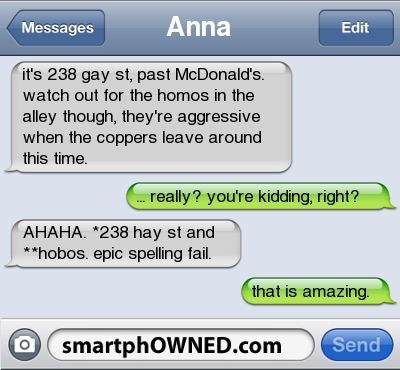 Messages
Anna
Edit
it's 238 gay st, past McDonald's.
watch out for the homos in the
alley though, they're aggressive
when the coppers leave around
this time.
... really? you're kidding, right?
AHAHA. *238 hay st and
**hobos. epic spelling fail.
that is amazing.
smartphOWNED.com
Send